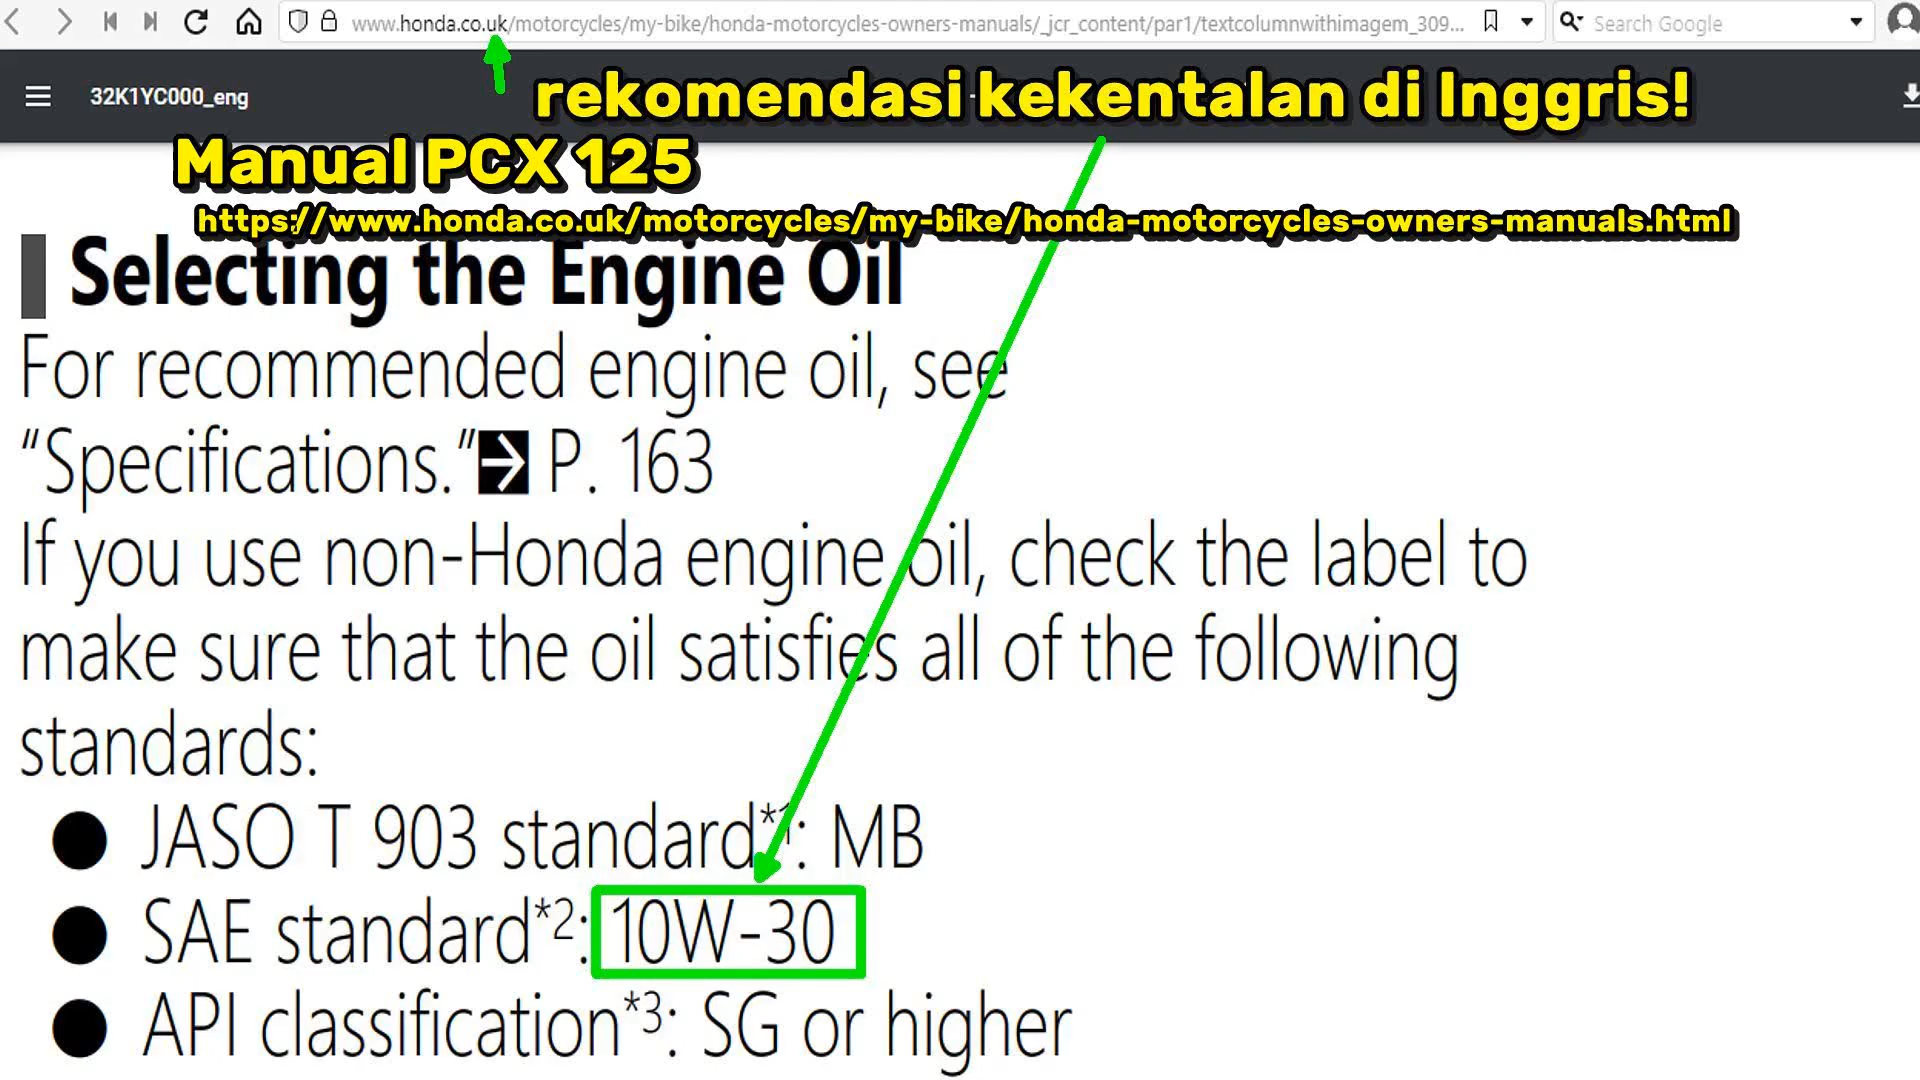 www.honda.co.uk/motorcycles/my-bike/honda-motorcycles-owners-manuals/_jcr_content/par1/textcolumnwithimagem_309...
Search Google
32K1YC000_eng
rekomendasi kekentalan di Inggris!
Manual PCX 125
https://www.honda.co.uk/motorcycles/my-bike/honda-motorcycles-owners-manuals.html
Selecting the Engine Oil
For recommended engine oil, see
“Specifications.” ➔ P. 163
If you use non-Honda engine oil, check the label to
make sure that the oil satisfies all of the following
standards:
● JASO T 903 standard*1: MB
● SAE standard*2: 10W-30
● API classification*3: SG or higher